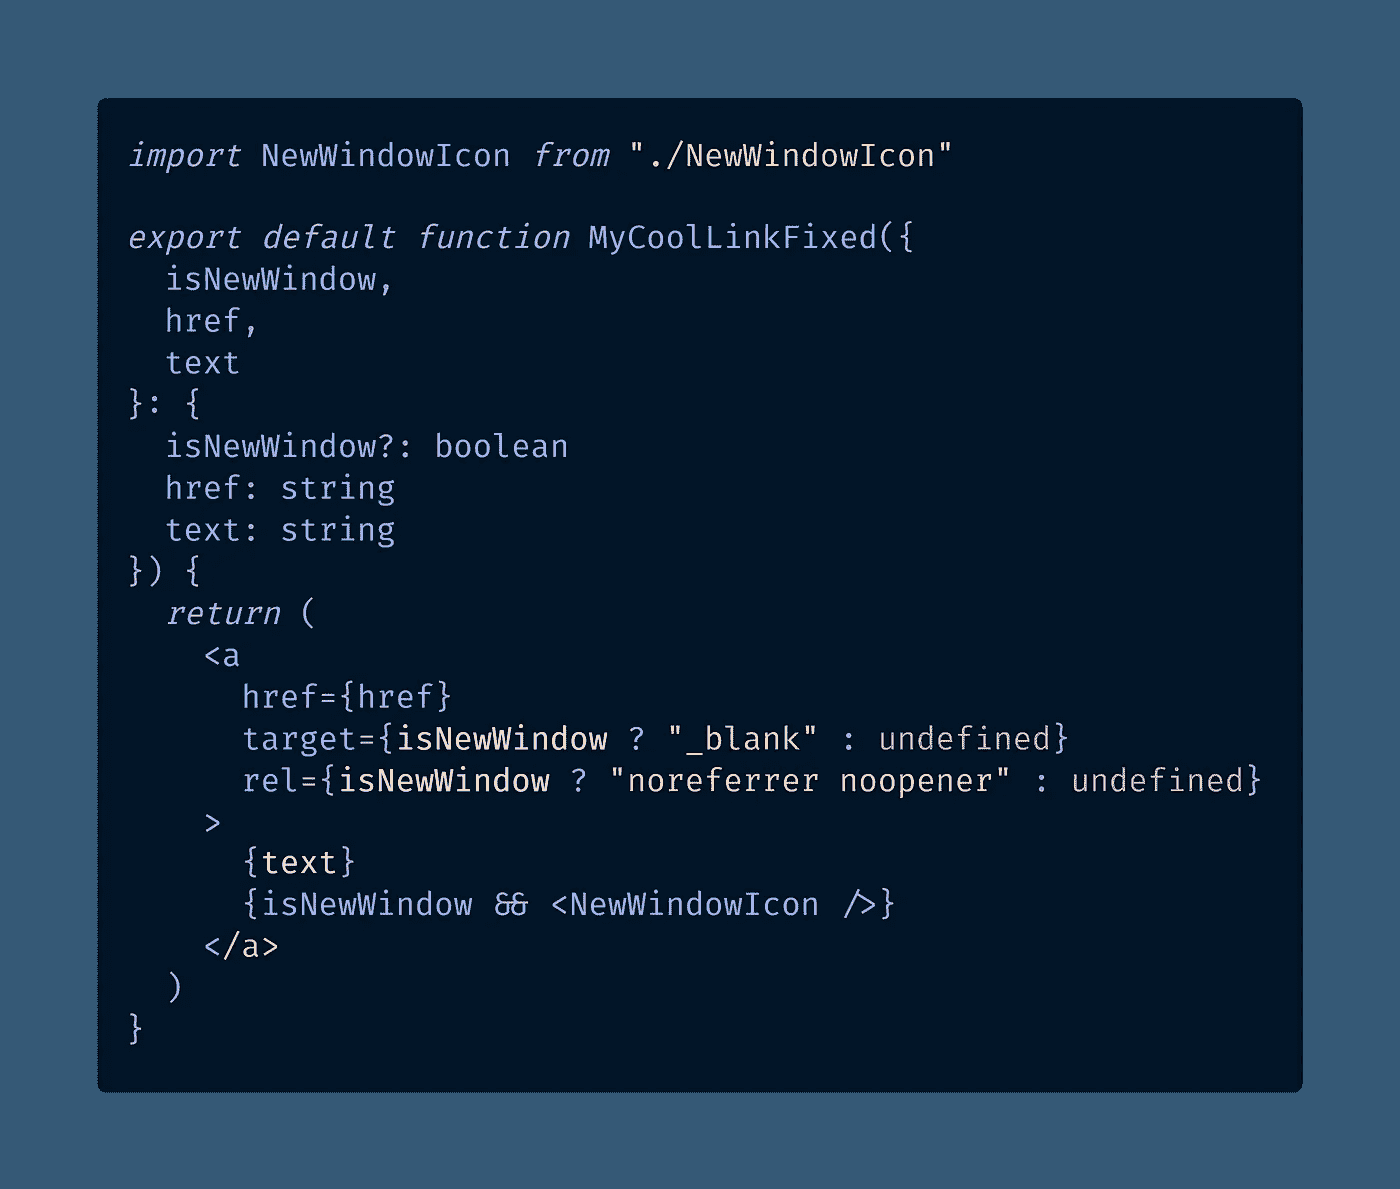 import NewWindowIcon from "./NewWindowIcon"

export default function MyCoolLinkFixed({
  isNewWindow,
  href,
  text
}: {
  isNewWindow?: boolean
  href: string
  text: string
}) {
  return (
    <a
      href={href}
      target={isNewWindow ? "_blank" : undefined}
      rel={isNewWindow ? "noreferrer noopener" : undefined}
    >
      {text}
      {isNewWindow && <NewWindowIcon />}
    </a>
  )
}